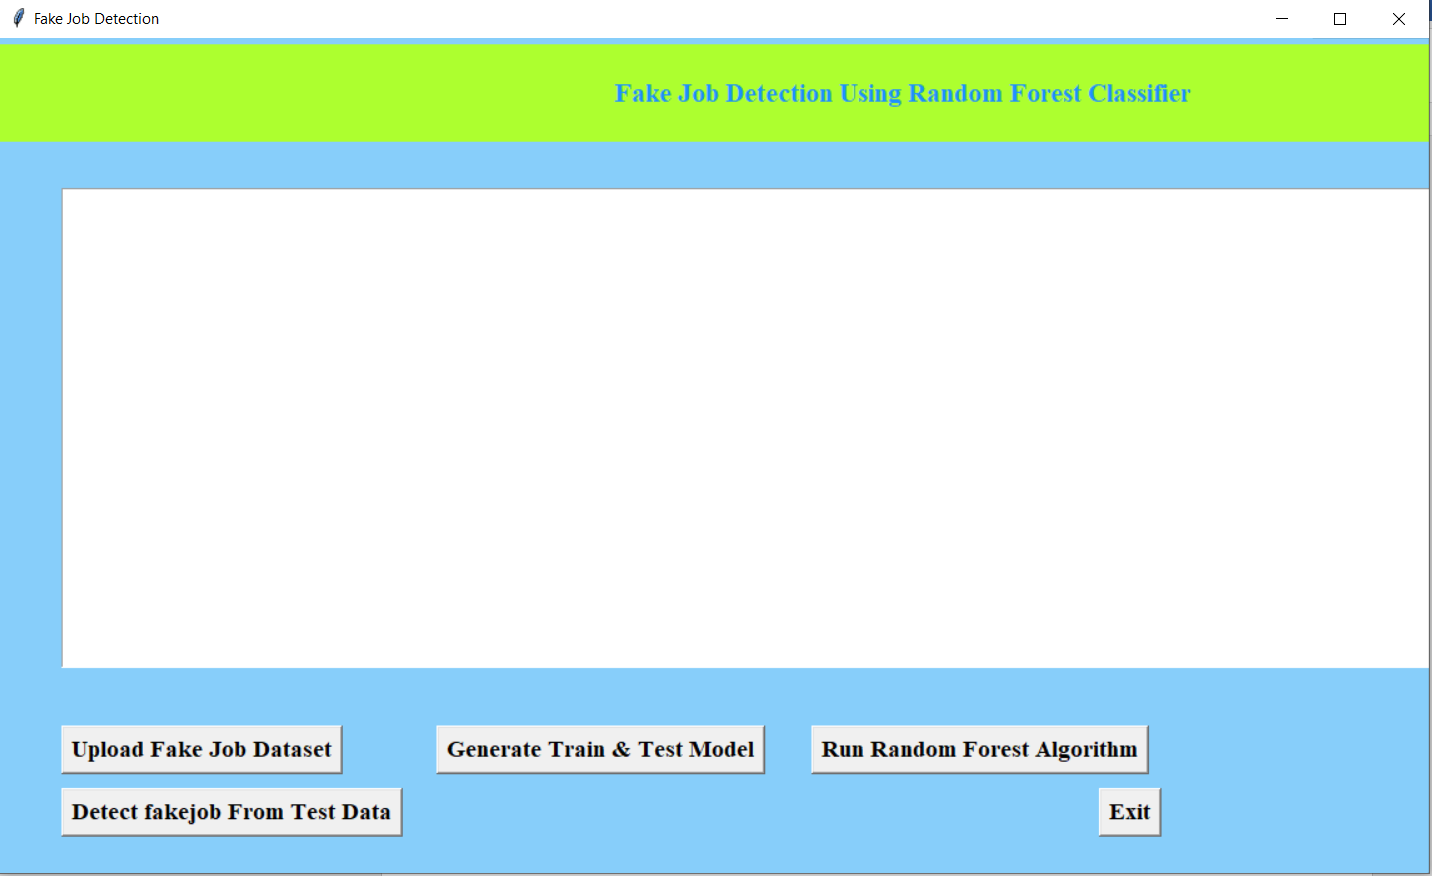 Fake Job Detection
Fake Job Detection Using Random Forest Classifier
Upload Fake Job Dataset
Generate Train & Test Model
Run Random Forest Algorithm
Detect fakejob From Test Data
Exit